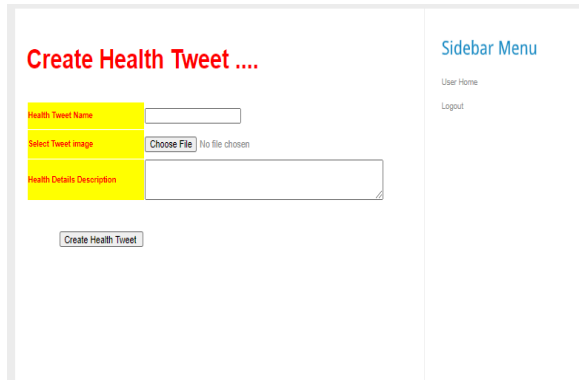 Create Health Tweet ....
Health Tweet Name
Select Tweet image
Choose File No file chosen
Health Details Description
Create Health Tweet
Sidebar Menu
User Home
Logout